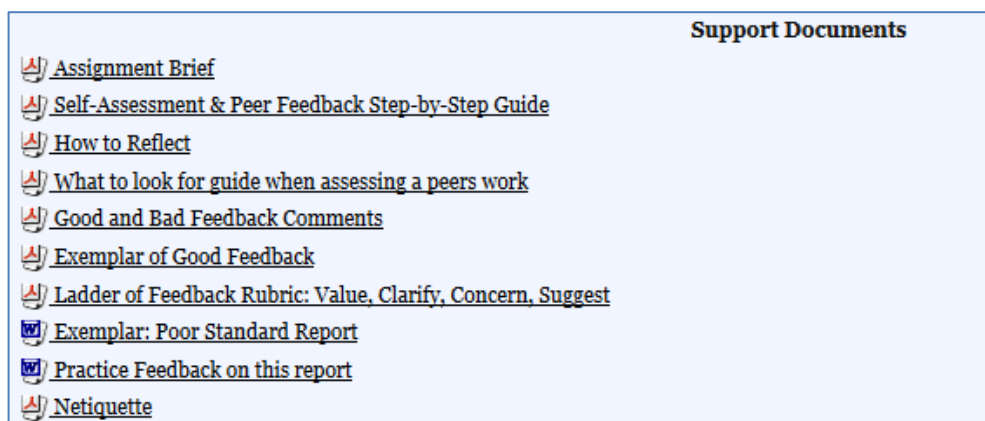 Support Documents
Assignment Brief
Self-Assessment & Peer Feedback Step-by-Step Guide
How to Reflect
What to look for guide when assessing a peers work
Good and Bad Feedback Comments
Exemplar of Good Feedback
Ladder of Feedback Rubric: Value, Clarify, Concern, Suggest
Exemplar: Poor Standard Report
Practice Feedback on this report
Netiquette